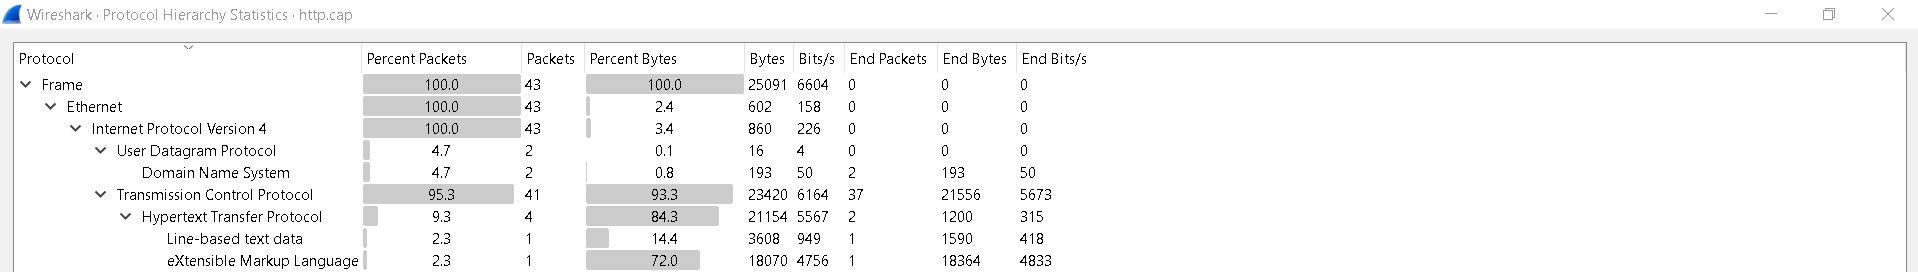 Wireshark · Protocol Hierarchy Statistics · http.cap
Protocol Percent Packets Packets Percent Bytes Bytes Bits/s End Packets End Bytes End Bits/s
Frame 100.0 43 100.0 25091 6604 0 0 0
Ethernet 100.0 43 2.4 602 158 0 0 0
Internet Protocol Version 4 100.0 43 3.4 860 226 0 0 0
User Datagram Protocol 4.7 2 0.1 16 4 0 0 0
Domain Name System 4.7 2 0.8 193 50 2 193 50
Transmission Control Protocol 95.3 41 93.3 23420 6164 37 21556 5673
Hypertext Transfer Protocol 9.3 4 84.3 21154 5567 2 1200 315
Line-based text data 2.3 1 14.4 3608 949 1 1590 418
eXtensible Markup Language 2.3 1 72.0 18070 4756 1 18364 4833